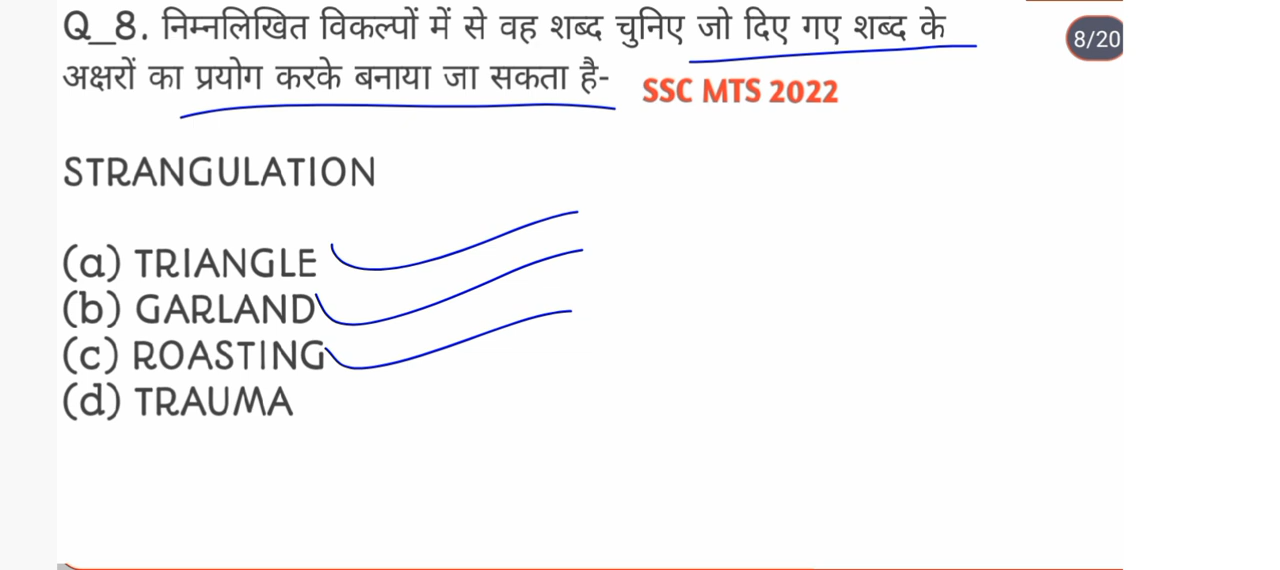 Q_8. निम्नलिखित विकल्पों में से वह शब्द चुनिए जो दिए गए शब्द के
8/20
अक्षरों का प्रयोग करके बनाया जा सकता है-
SSC MTS 2022
STRANGULATION
(a) TRIANGLE
(b) GARLAND
(c) ROASTING
(d) TRAUMA